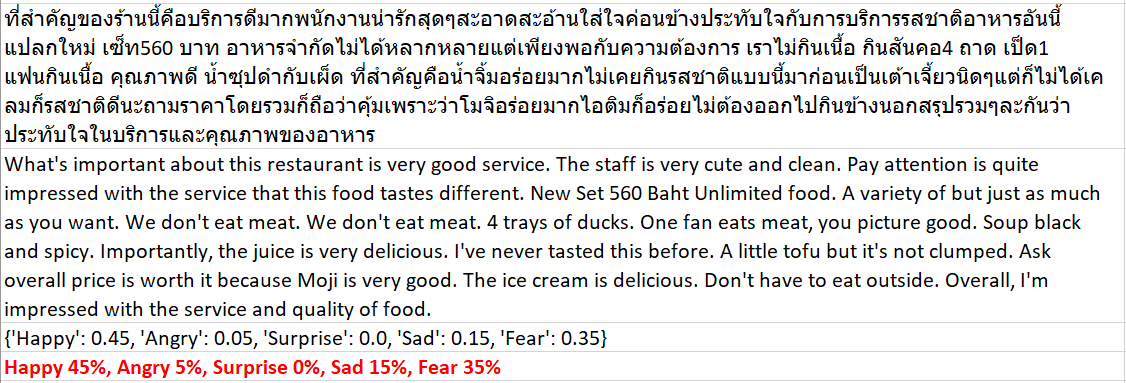 ที่สำคัญของร้านนี้คือบริการดีมากพนักงานน่ารักสุดๆสะอาดสะอ้านใส่ใจค่อนข้างประทับใจกับการบริการรสชาติอาหารอันนี้
แปลกใหม่ เซ็ท560 บาท อาหารจำกัดไม่ได้หลากหลายแต่เพียงพอกับความต้องการ เราไม่กินเนื้อ กินสันคอ4 ถาด เป็ด1
แฟนกินเนื้อ คุณภาพดี น้ำซุปดำกับเผ็ด ที่สำคัญคือน้ำจิ้มอร่อยมากไม่เคยกินรสชาติแบบนี้มาก่อนเป็นเต้าเจี้ยวนิดๆแต่ก็ไม่ได้เค
ลมก็รสชาติดีนะถามราคาโดยรวมก็ถือว่าคุ้มเพราะว่าโมจิอร่อยมากไอติมก็อร่อยไม่ต้องออกไปกินข้างนอกสรุปรวมๆละกันว่า
ประทับใจในบริการและคุณภาพของอาหาร
What's important about this restaurant is very good service. The staff is very cute and clean. Pay attention is quite
impressed with the service that this food tastes different. New Set 560 Baht Unlimited food. A variety of but just as much
as you want. We don't eat meat. We don't eat meat. 4 trays of ducks. One fan eats meat, you picture good. Soup black
and spicy. Importantly, the juice is very delicious. I've never tasted this before. A little tofu but it's not clumped. Ask
overall price is worth it because Moji is very good. The ice cream is delicious. Don't have to eat outside. Overall, I'm
impressed with the service and quality of food.
{'Happy': 0.45, 'Angry': 0.05, 'Surprise': 0.0, 'Sad': 0.15, 'Fear': 0.35}
Happy 45%, Angry 5%, Surprise 0%, Sad 15%, Fear 35%